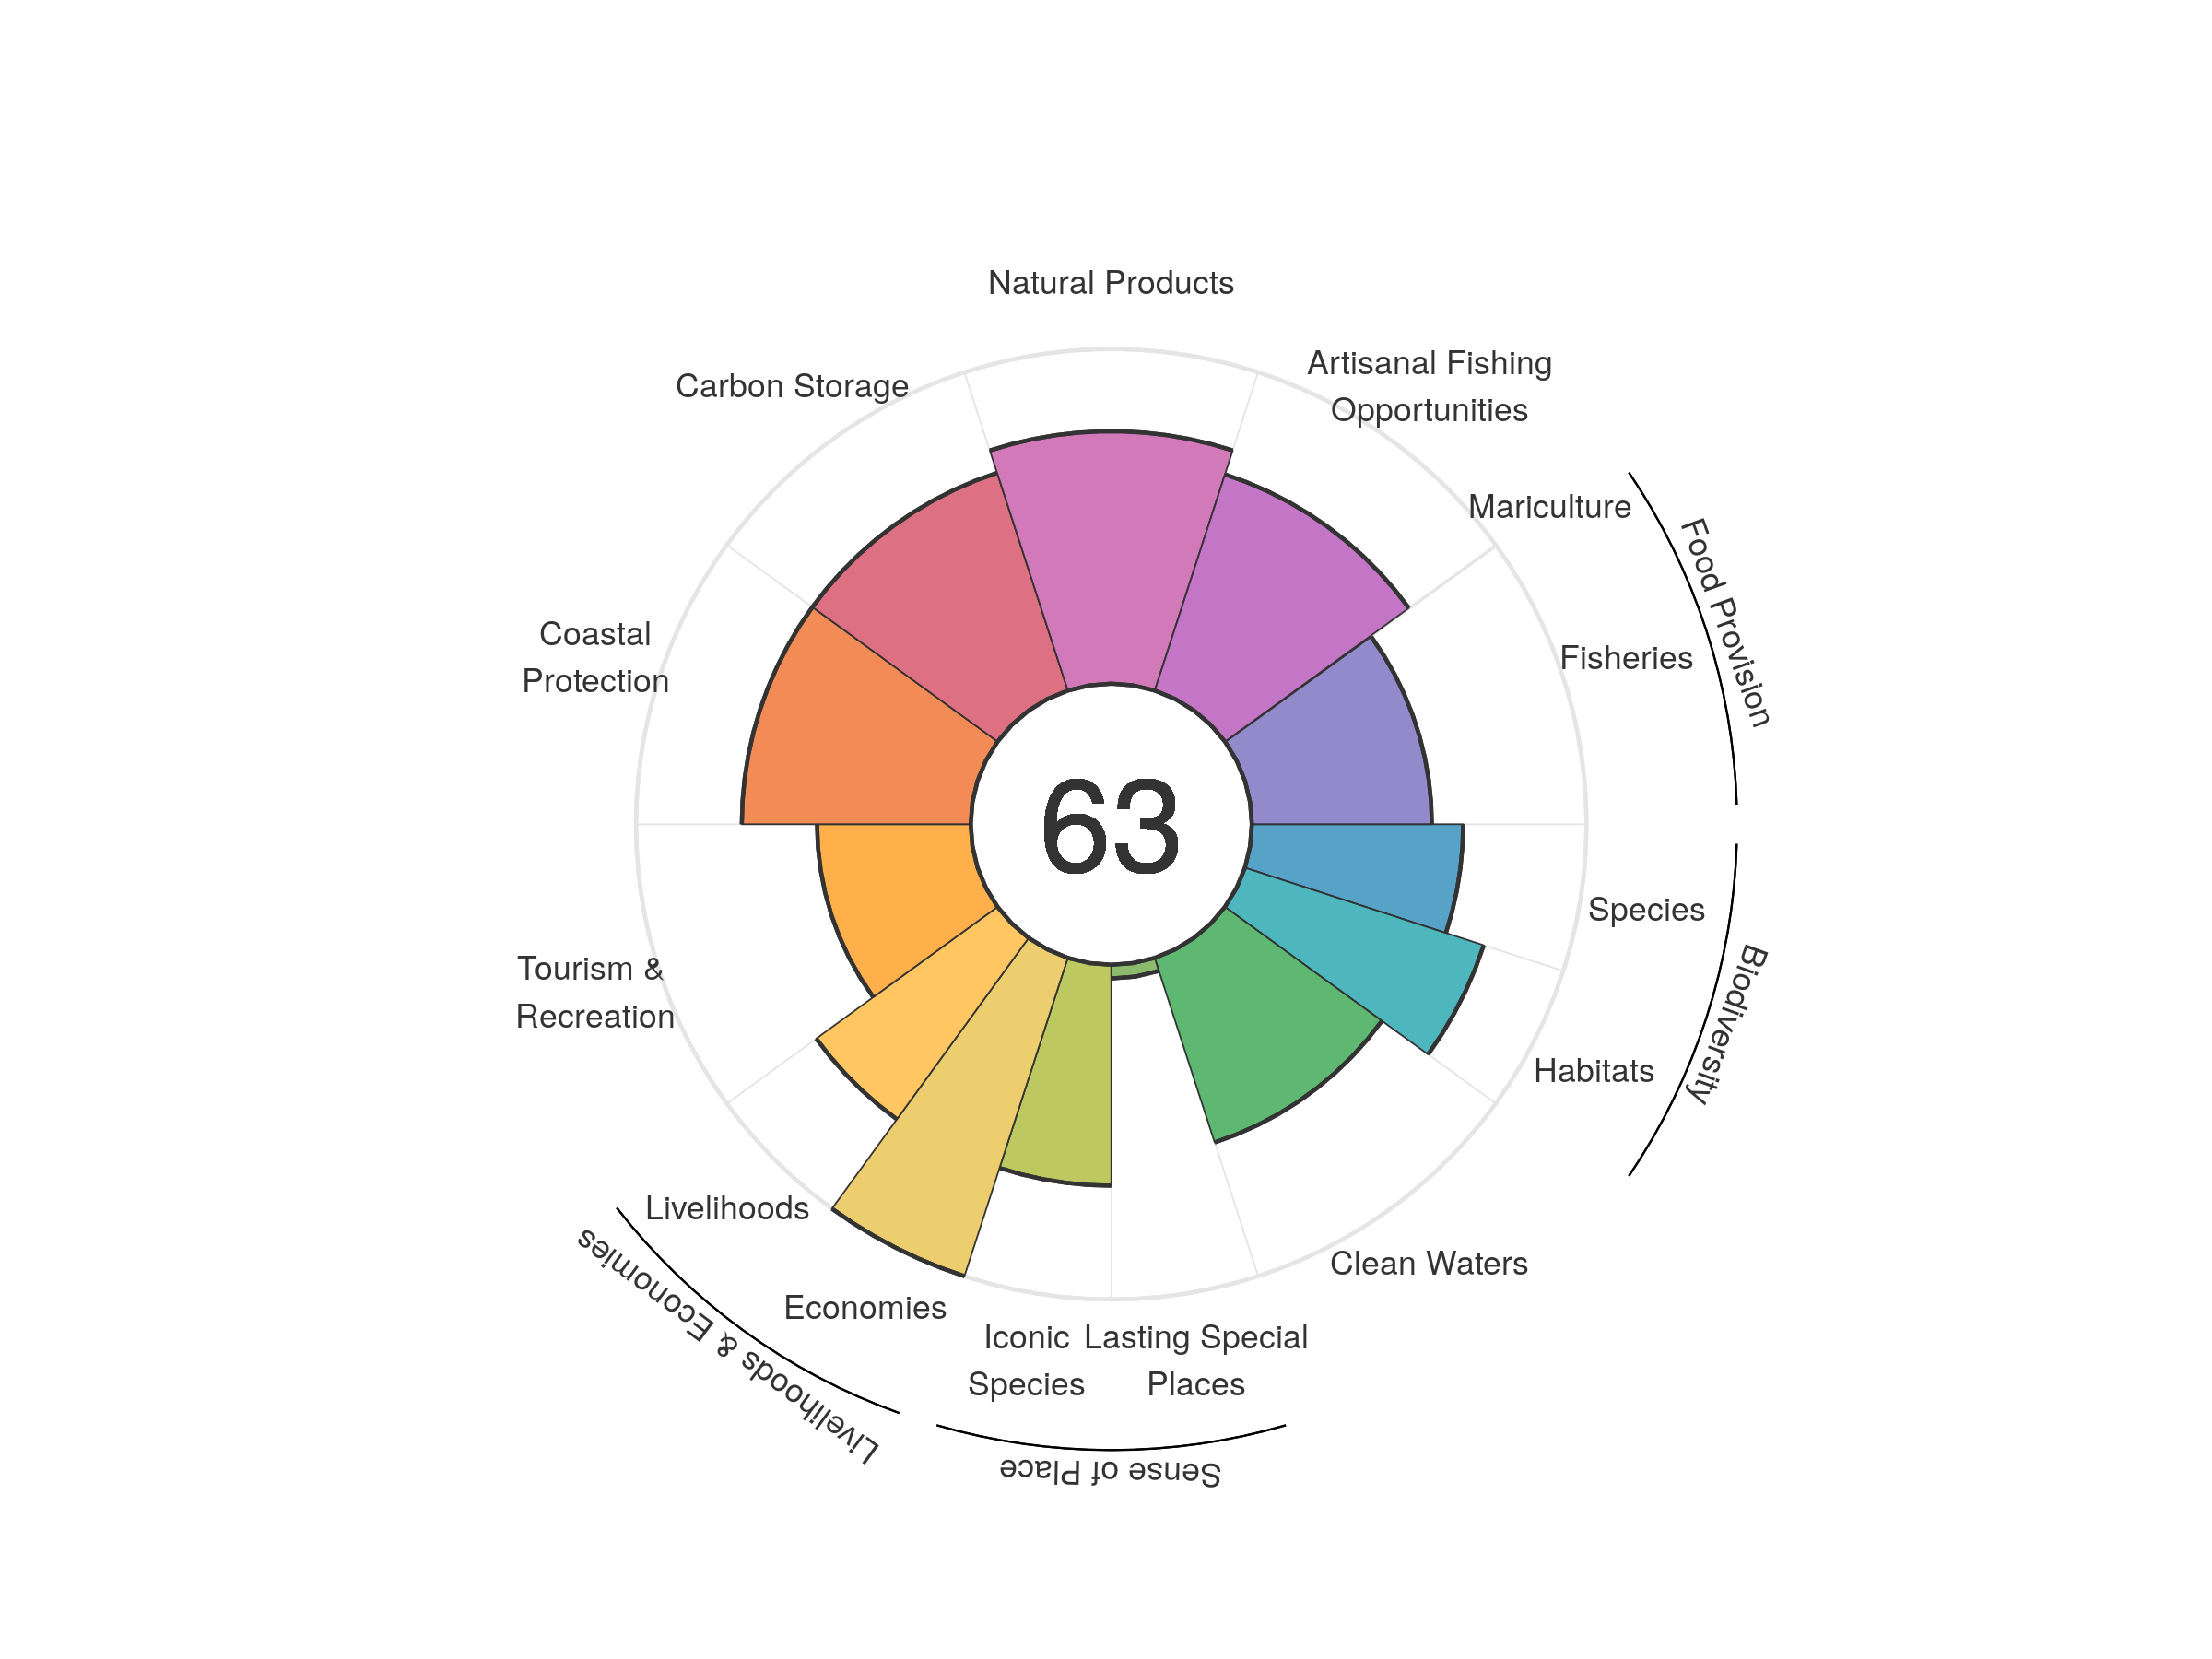 Natural Products
Artisanal Fishing
Opportunities
Carbon Storage
Mariculture
Food Provision
Fisheries
Coastal
Protection
63
Species
Biodiversity
Habitats
Tourism &
Recreation
Livelihoods
Livelihoods & Economies
Economies
Clean Waters
Iconic
Species
Lasting Special
Places
Sense of Place